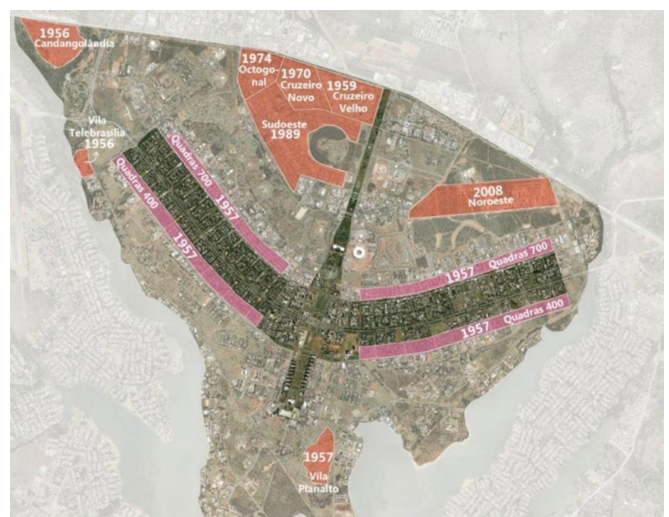 1956
Candangolândia
1974
Octogo-
nal
1970
Cruzeiro
Novo
1959
Cruzeiro
Velho
Sudoeste
1989
Vila
Telebrasília
1956
Quadras 700
1957
Quadras 400
1957
2008
Noroeste
1957 Quadras 700
1957 Quadras 400
1957
Vila
Planalto